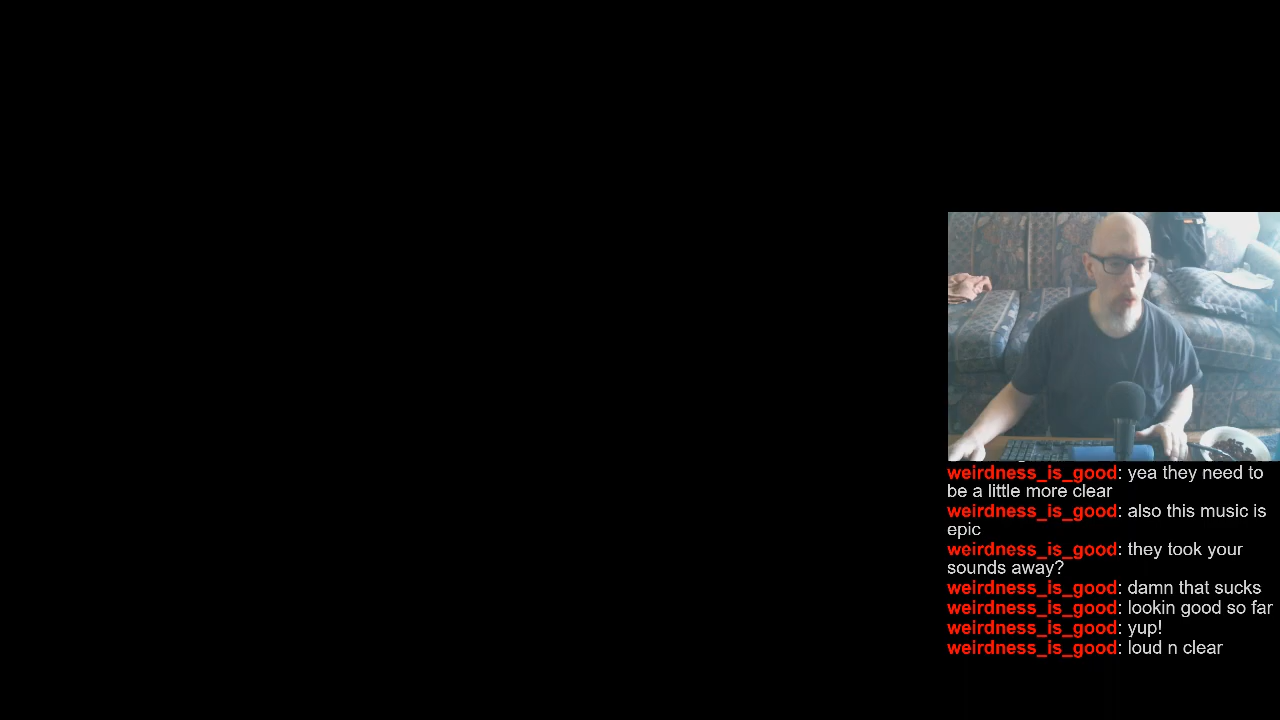 weirdness_is_good: yea they need to
be a little more clear
weirdness_is_good: also this music is
epic
weirdness_is_good: they took your
sounds away?
weirdness_is_good: damn that sucks
weirdness_is_good: lookin good so far
weirdness_is_good: yup!
weirdness_is_good: loud n clear